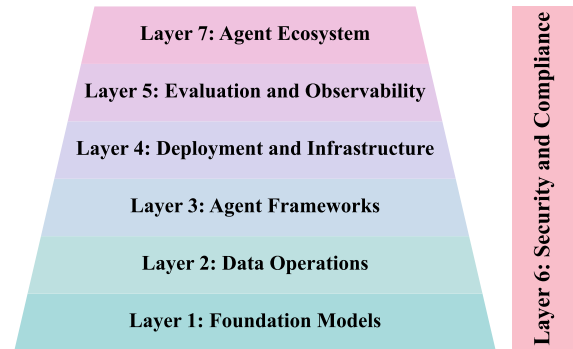 Layer 7: Agent Ecosystem
Layer 5: Evaluation and Observability
Layer 4: Deployment and Infrastructure
Layer 3: Agent Frameworks
Layer 2: Data Operations
Layer 1: Foundation Models
Layer 6: Security and Compliance